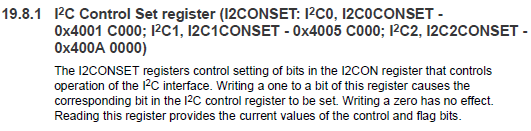 19.8.1 I²C Control Set register (I2CONSET: I²C0, I2C0CONSET -
0x4001 C000; I²C1, I2C1CONSET - 0x4005 C000; I²C2, I2C2CONSET -
0x400A 0000)
The I2CONSET registers control setting of bits in the I2CON register that controls
operation of the I²C interface. Writing a one to a bit of this register causes the
corresponding bit in the I²C control register to be set. Writing a zero has no effect.
Reading this register provides the current values of the control and flag bits.